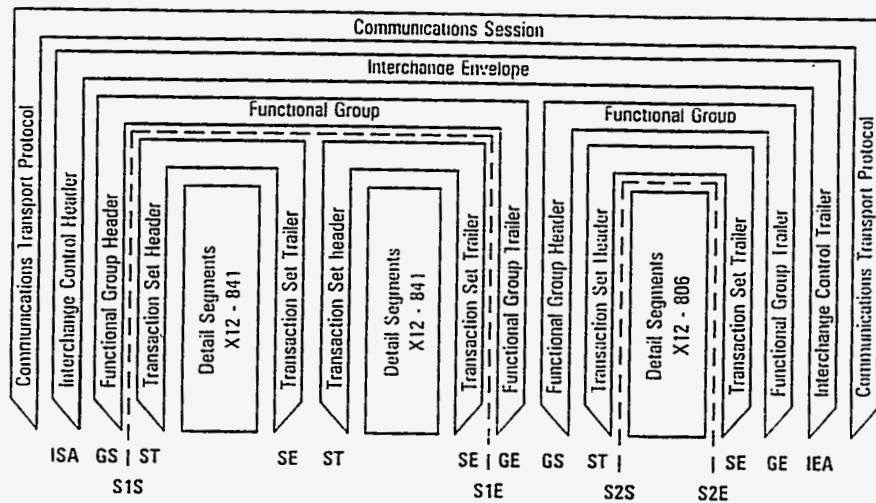 Communications Session
Interchange Envelope
Functional Group
Functional Group
Communications Transport Protocol
Interchange Control Header
Functional Group Header
Transaction Set Header
Detail Segments
X12 - 841
Transaction Set Trailer
Transaction Set header
Detail Segments
X12 - 841
Transaction Set Trailer
Functional Group Trailer
Functional Group Header
Transaction Set Header
Detail Segments
X12 - 806
Transaction Set Trailer
Functional Group Trailer
Interchange Control Trailer
Communications Transport Protocol
ISA GS ST SE ST SE GE GS ST SE GE IEA
S1S S1E S2S S2E